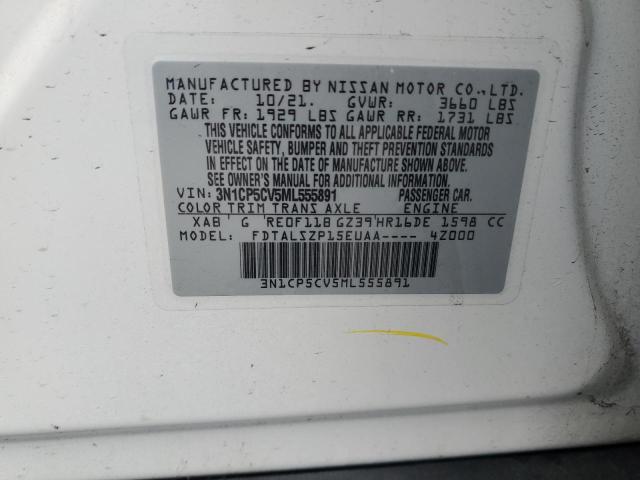 MANUFACTURED BY NISSAN MOTOR CO.,LTD.
DATE: 10/21. GVWR: 3660 LBS
GAWR FR: 1929 LBS GAWR RR: 1731 LBS
THIS VEHICLE CONFORMS TO ALL APPLICABLE FEDERAL MOTOR
VEHICLE SAFETY, BUMPER AND THEFT PREVENTION STANDARDS
IN EFFECT ON THE DATE OF MANUFACTURE SHOWN ABOVE.
SEE OWNER'S MANUAL FOR ADDITIONAL INFORMATION.
VIN: 3N1CP5CV5ML555891 PASSENGER CAR.
COLOR TRIM TRANS AXLE ENGINE
XAB G RE0F11B GZ39 HR16DE 1598 CC
MODEL: FDTALSZP15EUAA---- 4Z000
3N1CP5CV5ML555891